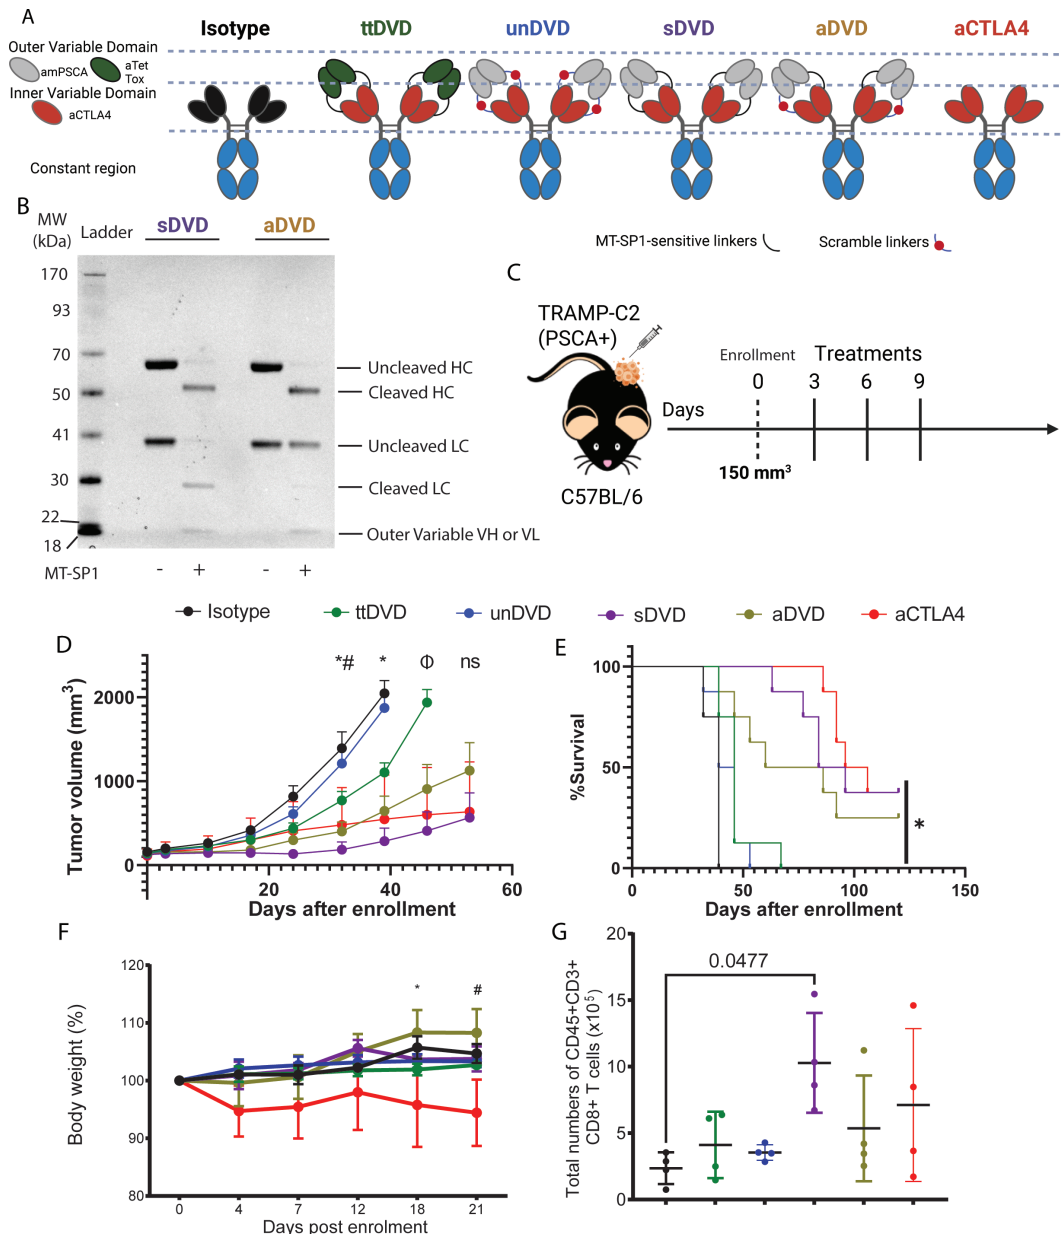 A
Isotype
ttDVD
unDVD
sDVD
aDVD
aCTLA4
Outer Variable Domain
amPSCA
aTet
Tox
Inner Variable Domain
aCTLA4
Constant region
MT-SP1-sensitive linkers
Scramble linkers
B
MW
(kDa)
Ladder
sDVD
aDVD
170
93
70
50
41
30
22
18
Uncleaved HC
Cleaved HC
Uncleaved LC
Cleaved LC
Outer Variable VH or VL
MT-SP1
-
+
-
+
C
TRAMP-C2
(PSCA+)
C57BL/6
Enrollment
Treatments
0
3
6
9
Days
150 mm³
Isotype
ttDVD
unDVD
sDVD
aDVD
aCTLA4
D
*#
*
Φ
ns
Tumor volume (mm³)
2000
1000
0
20
40
60
Days after enrollment
E
%Survival
100
50
0
0
50
100
150
*
Days after enrollment
F
Body weight (%)
120
110
100
90
80
*
#
0
4
7
12
18
21
Days post enrolment
G
Total numbers of CD45+CD3+
CD8+ T cells (x10⁵)
20
15
10
5
0
0.0477